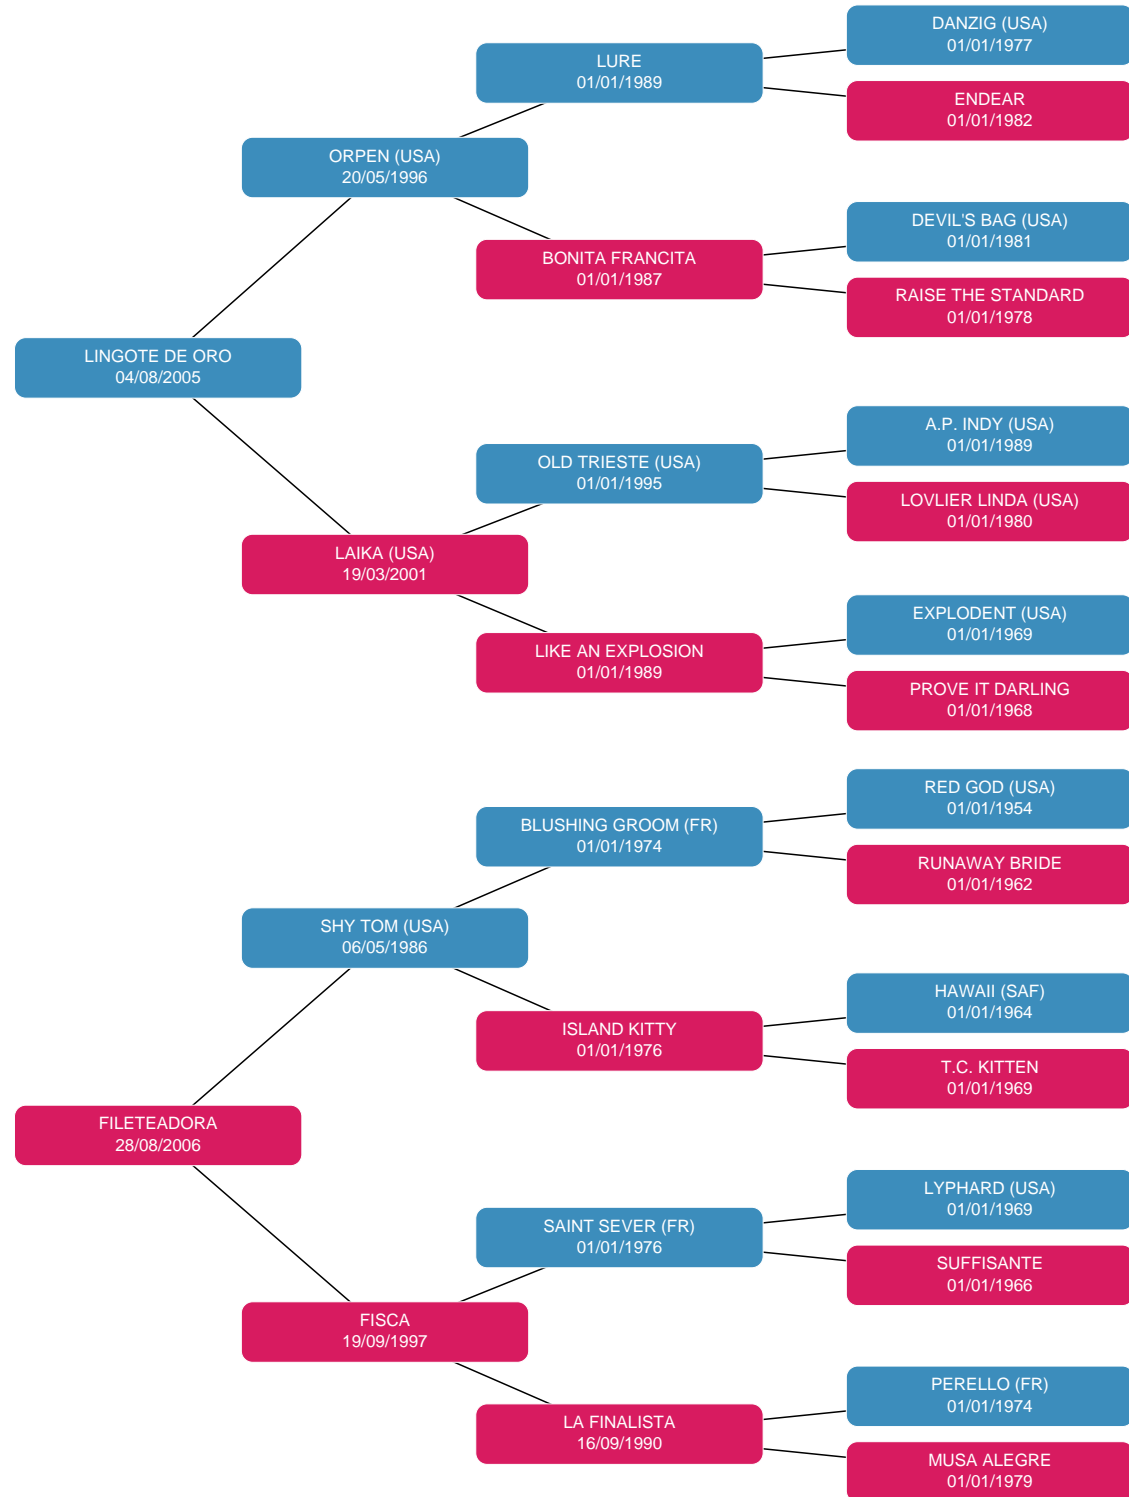 DANZIG (USA)
01/01/1977
LURE
01/01/1989
ENDEAR
01/01/1982
ORPEN (USA)
20/05/1996
DEVIL'S BAG (USA)
01/01/1981
BONITA FRANCITA
01/01/1987
RAISE THE STANDARD
01/01/1978
LINGOTE DE ORO
04/08/2005
A.P. INDY (USA)
01/01/1989
OLD TRIESTE (USA)
01/01/1995
LOVLIER LINDA (USA)
01/01/1980
LAIKA (USA)
19/03/2001
EXPLODENT (USA)
01/01/1969
LIKE AN EXPLOSION
01/01/1989
PROVE IT DARLING
01/01/1968
RED GOD (USA)
01/01/1954
BLUSHING GROOM (FR)
01/01/1974
RUNAWAY BRIDE
01/01/1962
SHY TOM (USA)
06/05/1986
HAWAII (SAF)
01/01/1964
ISLAND KITTY
01/01/1976
T.C. KITTEN
01/01/1969
FILETEADORA
28/08/2006
LYPHARD (USA)
01/01/1969
SAINT SEVER (FR)
01/01/1976
SUFFISANTE
01/01/1966
FISCA
19/09/1997
PERELLO (FR)
01/01/1974
LA FINALISTA
16/09/1990
MUSA ALEGRE
01/01/1979